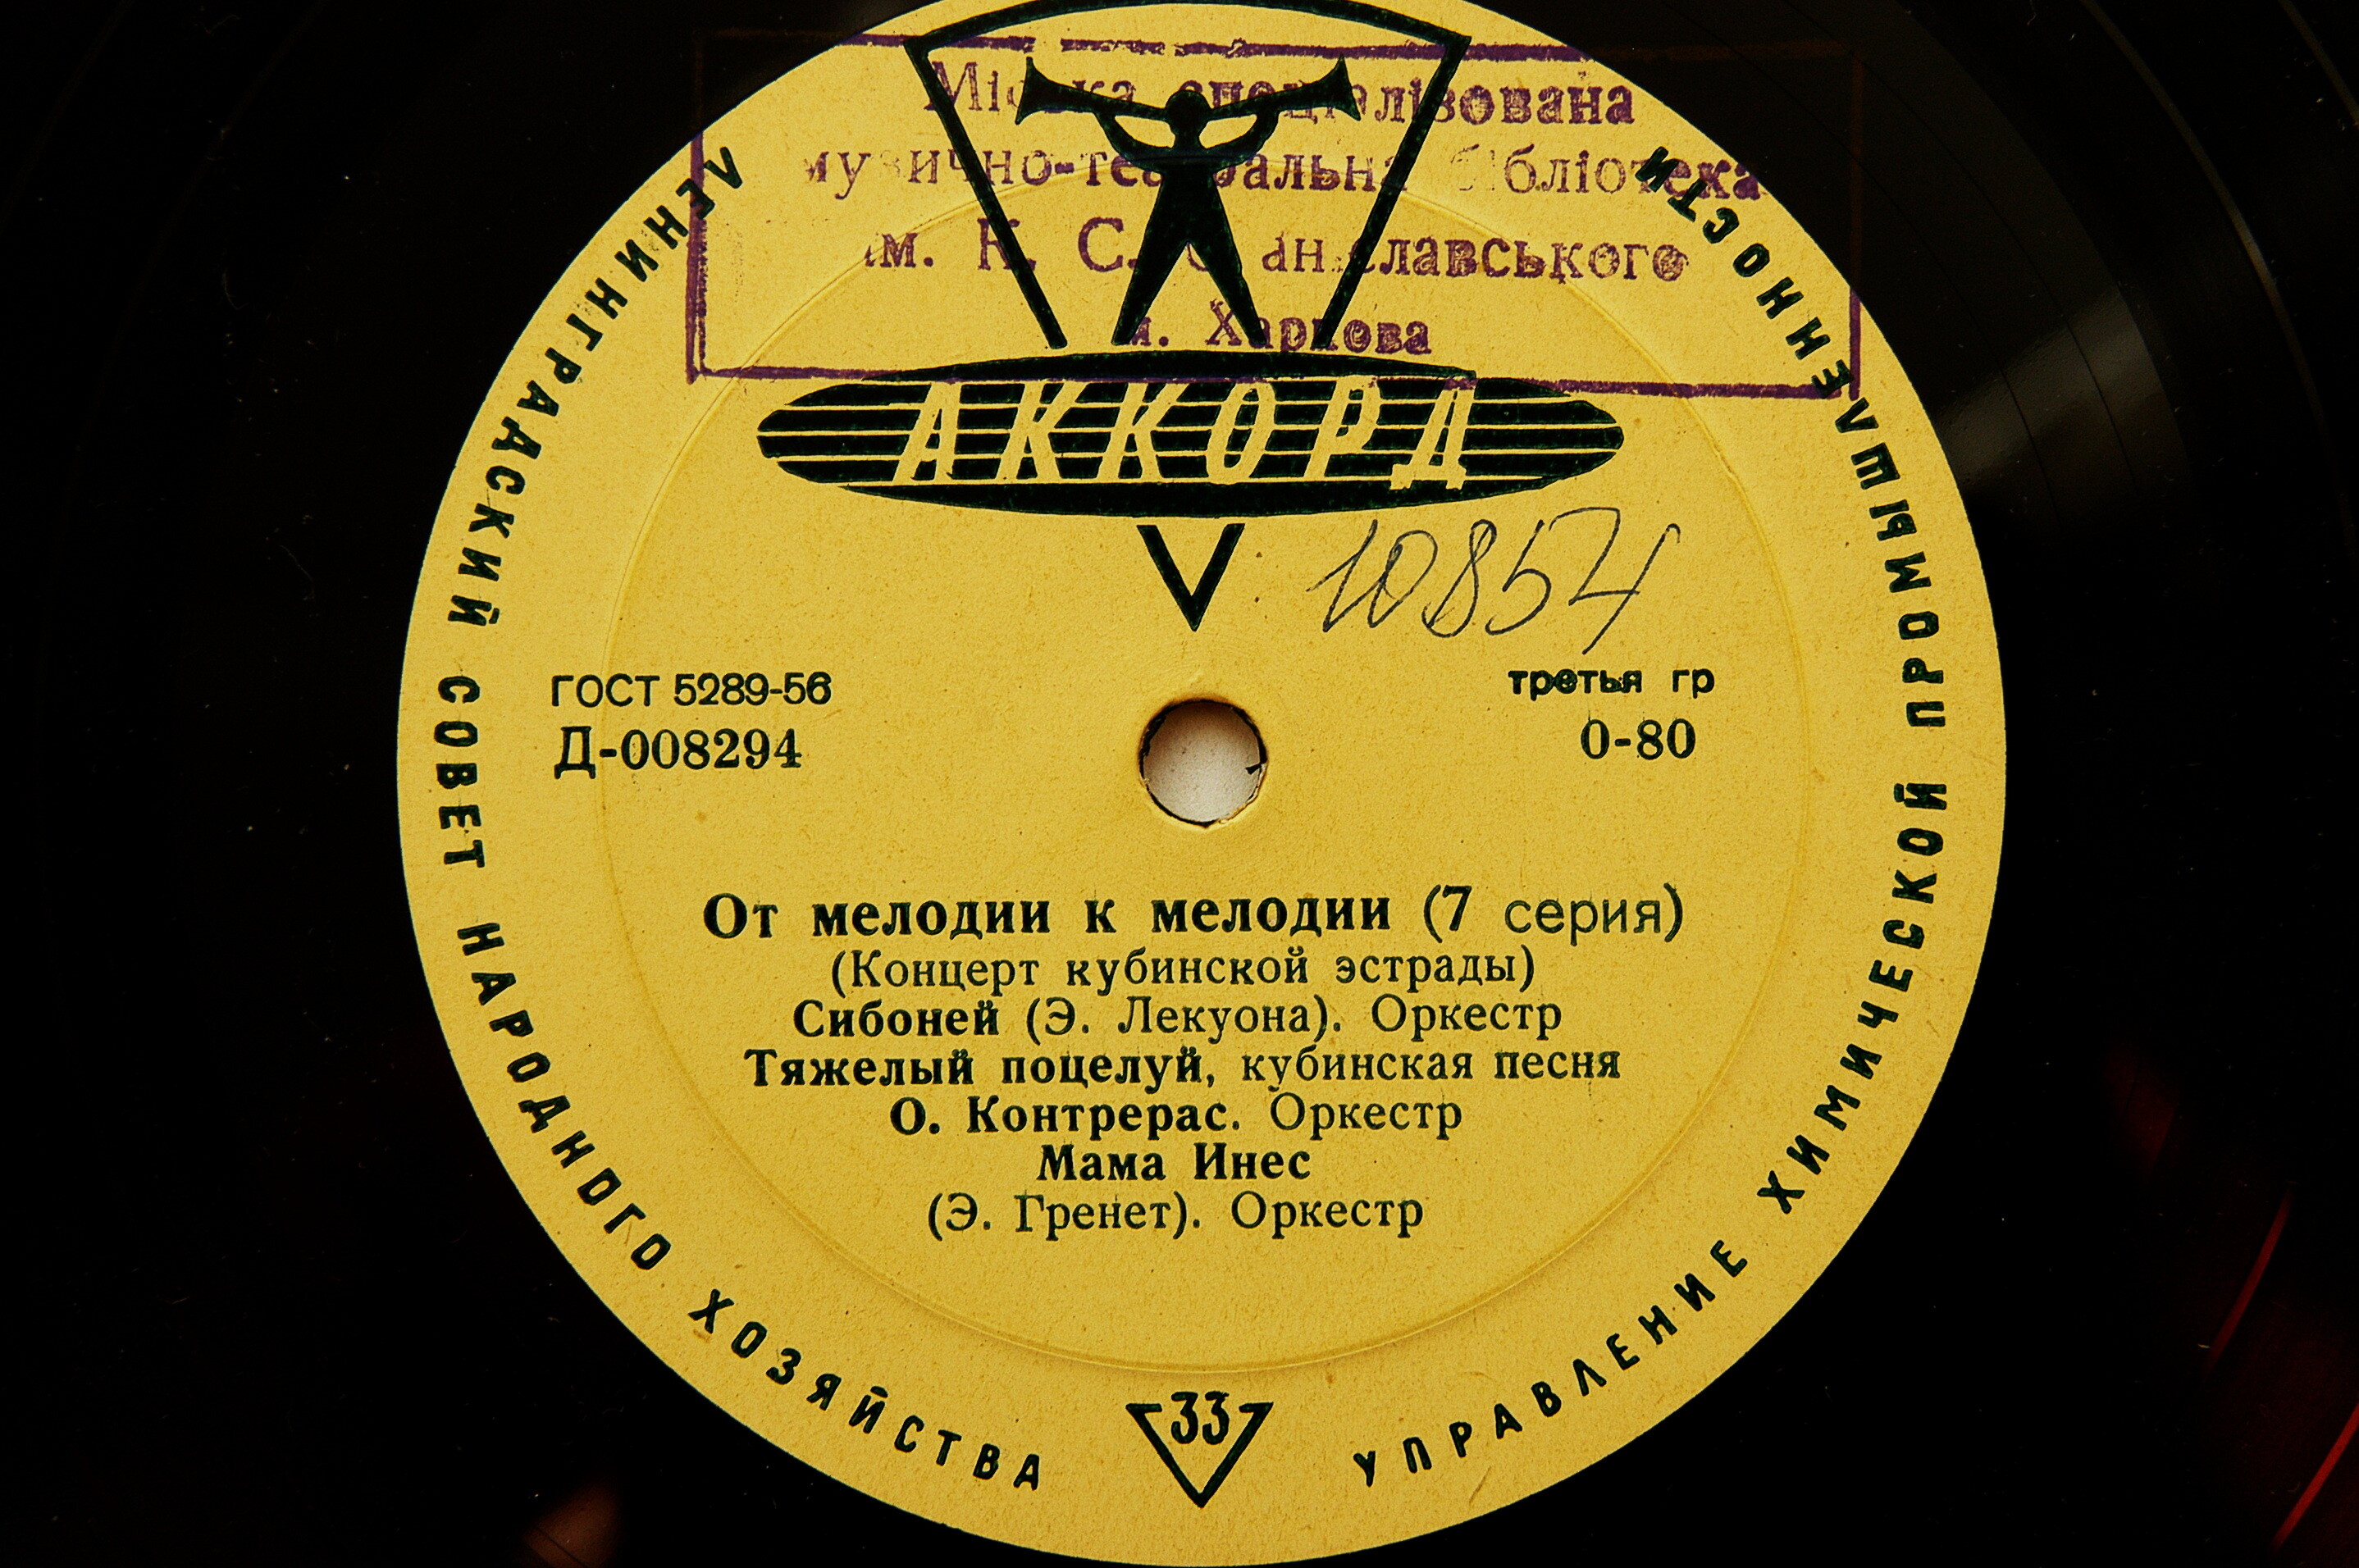 Міська спеціалізована
музично-театральна бібліотека
ім. К. С. Станіславського
м. Харкова
АККОРД
10854
ГОСТ 5289-56
Д-008294
третья гр
0-80
От мелодии к мелодии (7 серия)
(Концерт кубинской эстрады)
Сибоней (Э. Лекуона). Оркестр
Тяжелый поцелуй, кубинская песня
О. Контрерас. Оркестр
Мама Инес
(Э. Гренет). Оркестр
33
ЛЕНИНГРАДСКИЙ СОВЕТ НАРОДНОГО ХОЗЯЙСТВА
УПРАВЛЕНИЕ ХИМИЧЕСКОЙ ПРОМЫШЛЕННОСТИ